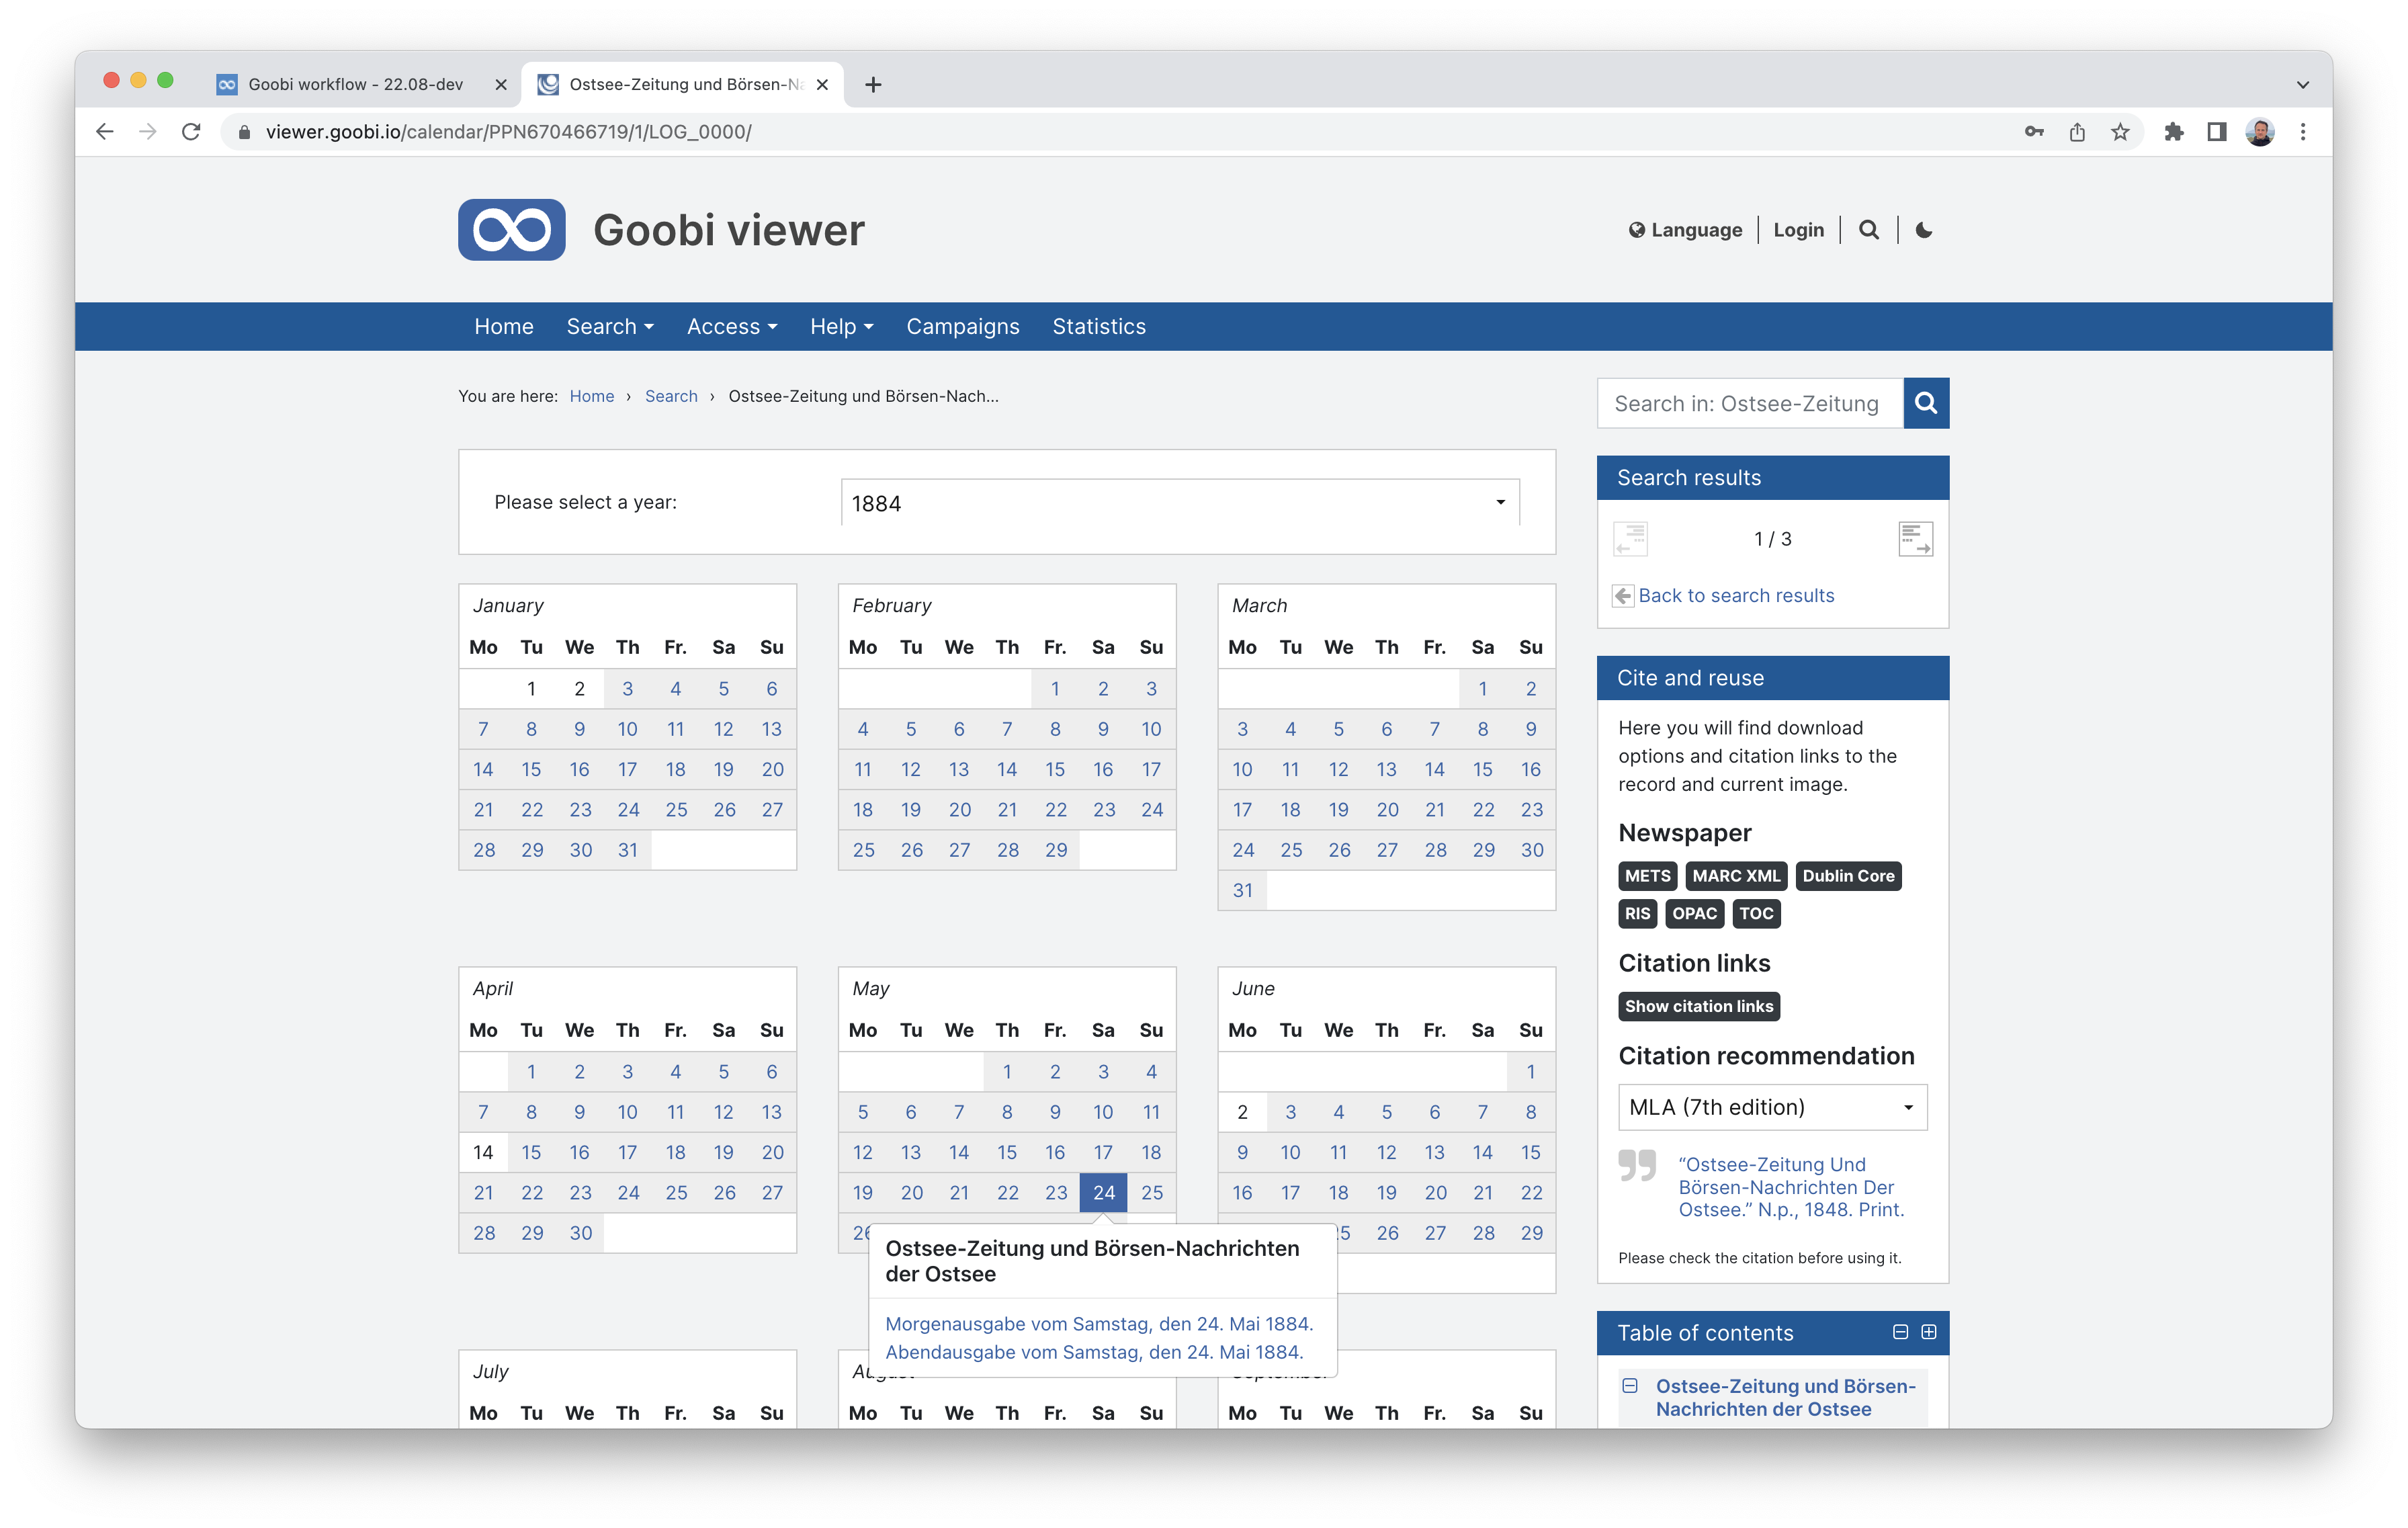 Goobi workflow - 22.08-dev
Ostsee-Zeitung und Börsen-Na
viewer.goobi.io/calendar/PPN670466719/1/LOG_0000/
Goobi viewer
Language Login
Home Search Access Help Campaigns Statistics
You are here: Home › Search › Ostsee-Zeitung und Börsen-Nach...
Please select a year: 1884
January
Mo Tu We Th Fr. Sa Su
1 2 3 4 5 6
7 8 9 10 11 12 13
14 15 16 17 18 19 20
21 22 23 24 25 26 27
28 29 30 31
February
Mo Tu We Th Fr. Sa Su
1 2 3
4 5 6 7 8 9 10
11 12 13 14 15 16 17
18 19 20 21 22 23 24
25 26 27 28 29
March
Mo Tu We Th Fr. Sa Su
1 2
3 4 5 6 7 8 9
10 11 12 13 14 15 16
17 18 19 20 21 22 23
24 25 26 27 28 29 30
31
April
Mo Tu We Th Fr. Sa Su
1 2 3 4 5 6
7 8 9 10 11 12 13
14 15 16 17 18 19 20
21 22 23 24 25 26 27
28 29 30
May
Mo Tu We Th Fr. Sa Su
1 2 3 4
5 6 7 8 9 10 11
12 13 14 15 16 17 18
19 20 21 22 23 24 25
26
Ostsee-Zeitung und Börsen-Nachrichten
der Ostsee
Morgenausgabe vom Samstag, den 24. Mai 1884.
Abendausgabe vom Samstag, den 24. Mai 1884.
June
Mo Tu We Th Fr. Sa Su
1
2 3 4 5 6 7 8
9 10 11 12 13 14 15
16 17 18 19 20 21 22
25 26 27 28 29
July
Mo Tu We Th Fr. Sa Su
August
Mo Tu We Th Fr. Sa Su
September
Mo Tu We Th Fr. Sa Su
Search in: Ostsee-Zeitung
Search results
1 / 3
Back to search results
Cite and reuse
Here you will find download
options and citation links to the
record and current image.
Newspaper
METS MARC XML Dublin Core
RIS OPAC TOC
Citation links
Show citation links
Citation recommendation
MLA (7th edition)
“Ostsee-Zeitung Und
Börsen-Nachrichten Der
Ostsee.” N.p., 1848. Print.
Please check the citation before using it.
Table of contents
Ostsee-Zeitung und Börsen-
Nachrichten der Ostsee